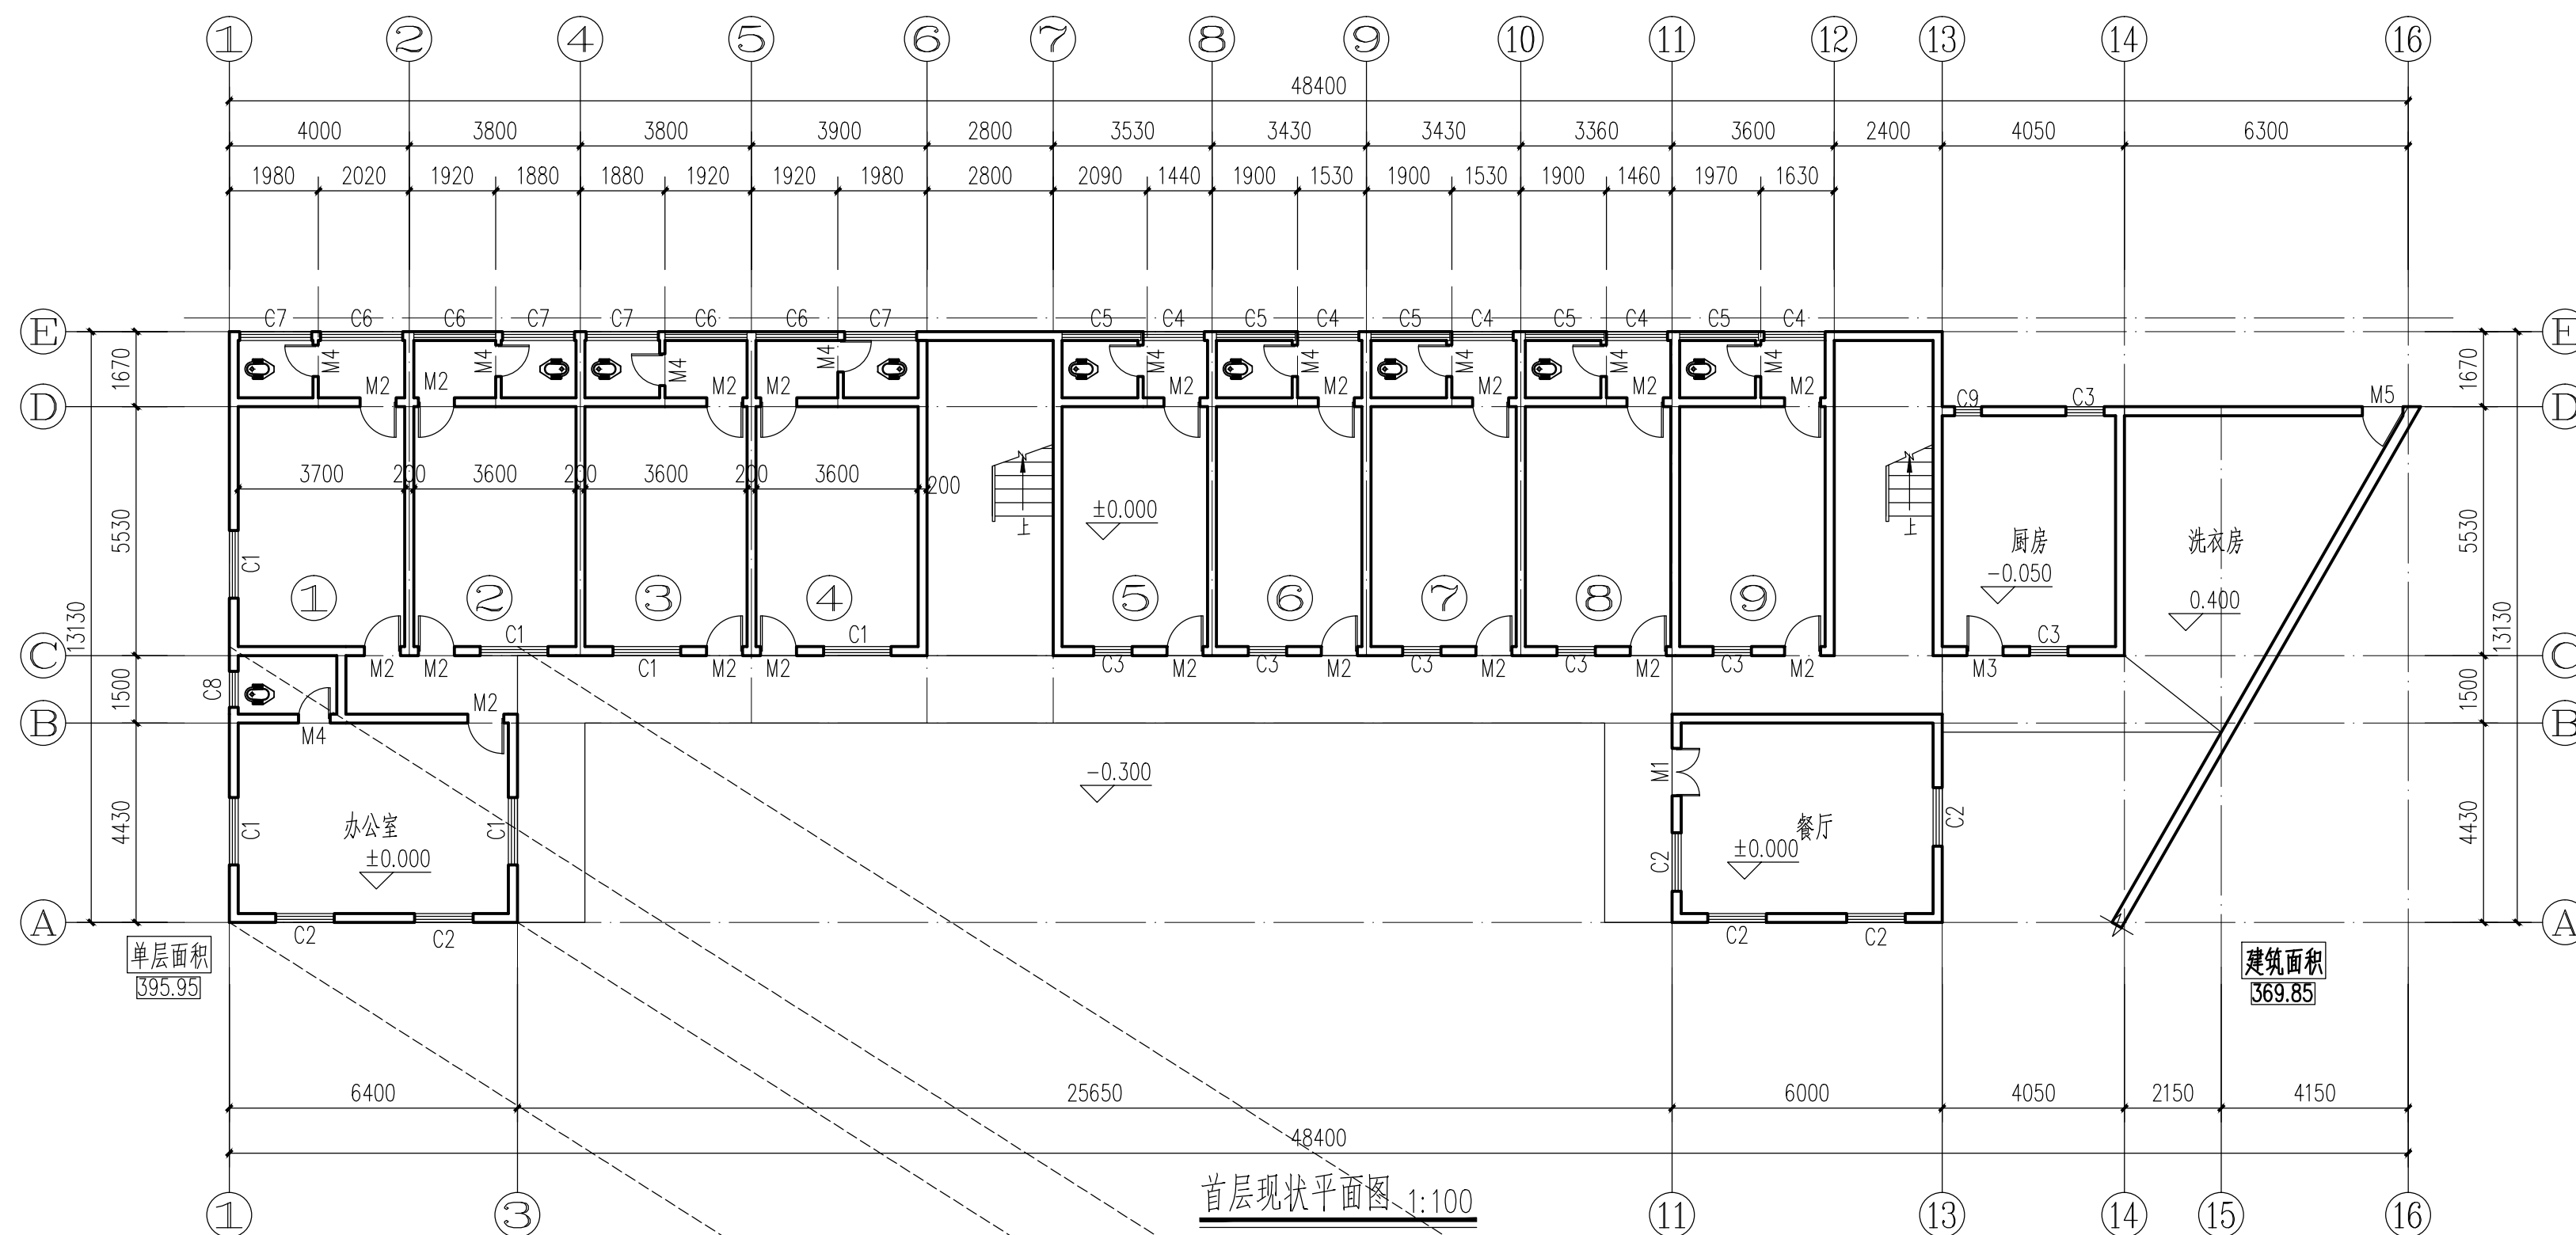 1 2 4 5 6 7 8 9 10 11 12 13 14 16
48400
4000 3800 3800 3900 2800 3530 3430 3430 3360 3600 2400 4050 6300
1980 2020 1920 1880 1880 1920 1920 1980 2800 2090 1440 1900 1530 1900 1530 1900 1460 1970 1630
C7 C6 C6 C7 C7 C6 C6 C7 C5 C4 C5 C4 C5 C4 C5 C4 C5 C4
E E
1670 M4 M4 M4 M4 M4 M4 M4 M4 M4 1670
M2 M2 M2 M2 M2 M2 M2 M2 M2 C9 C3 M5
D D
3700 200 3600 200 3600 200 3600 200
±0.000
上 上
5530 C1 厨房 洗衣房 5530
-0.050
0.400
① ② ③ ④ ⑤ ⑥ ⑦ ⑧ ⑨
13130 13130
C1 C1 C3
C C
M2 M2 C1 M2 M2 C3 M2 C3 M2 C3 M2 C3 M2 C3 M2 M3
1500 C8 M2 1500
B M4 B
-0.300 M1
4430 C1 办公室 C1 餐厅 C2 4430
±0.000 ±0.000 C2
A A
C2 C2 C2 C2
单层面积 建筑面积
395.95 369.85
6400 25650 6000 4050 2150 4150
48400
首层现状平面图 1:100
1 3 11 13 14 15 16